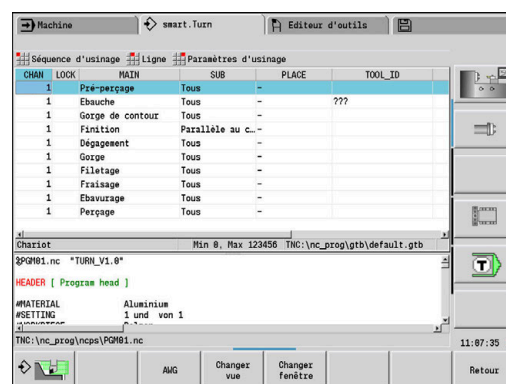 Machine smart.Turn Editeur d'outils
Séquence d'usinage Ligne Paramètres d'usinage
CHAN LOCK MAIN SUB PLACE TOOL_ID
1 Pré-perçage Tous -
1 Ebauche Tous - ???
1 Gorge de contour Tous -
1 Finition Parallèle au c… -
1 Dégagement Tous -
1 Gorge Tous -
1 Filetage Tous -
1 Fraisage Tous -
1 Ebavurage Tous -
1 Perçage Tous -
Chariot Min 0, Max 123456 TNC:\nc_prog\gtb\default.gtb
%PGM01.nc "TURN_V1.0"
HEADER [ Program head ]
#MATERIAL Aluminium
#SETTING 1 und von 1
TNC:\nc_prog\ncps\PGM01.nc
T
11:07:35
AWG Changer vue Changer fenêtre Retour